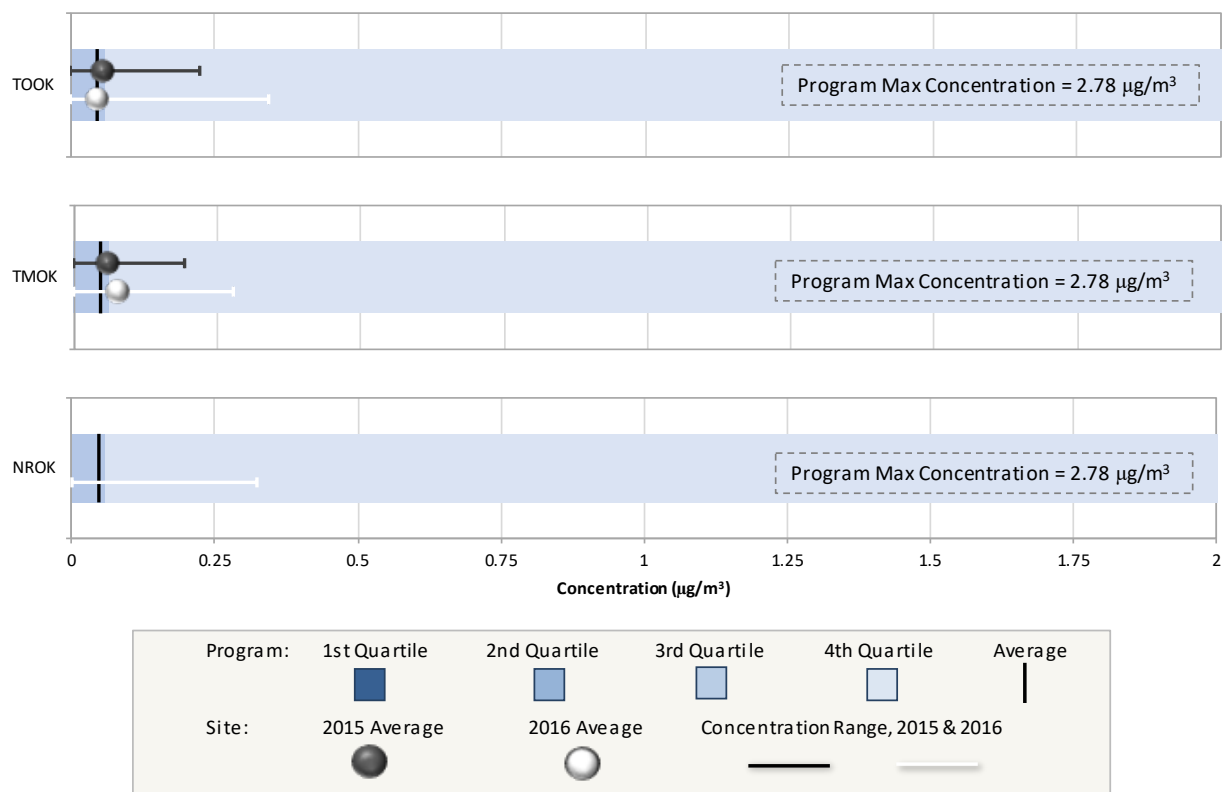 TOOK
Program Max Concentration = 2.78 μg/m³
TMOK
Program Max Concentration = 2.78 μg/m³
NROK
Program Max Concentration = 2.78 μg/m³
0 0.25 0.5 0.75 1 1.25 1.5 1.75 2
Concentration (μg/m³)
Program: 1st Quartile 2nd Quartile 3rd Quartile 4th Quartile Average
Site: 2015 Average 2016 Aveage Concentration Range, 2015 & 2016